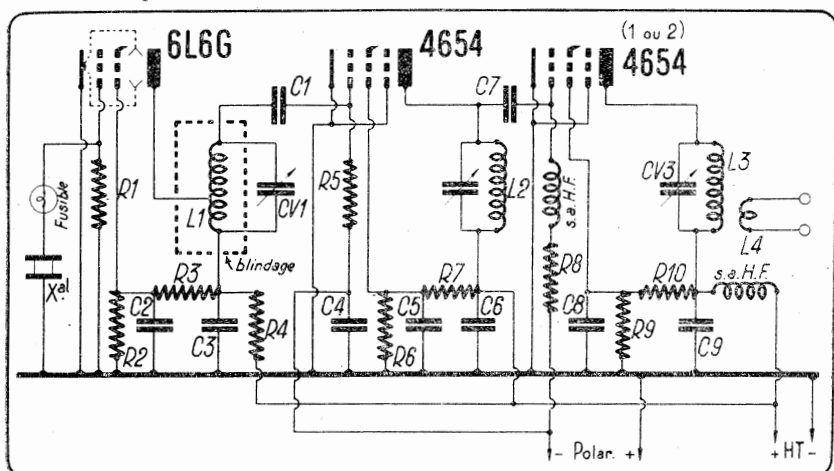 6L6G
4654
(1 ou 2)
4654
C1
C7
Fusible
R1
L1
CV1
R5
L2
s.a.H.F.
CV3
L3
L4
Xal
blindage
R3
R7
R8
R10
s.a.H.F.
C2
C3
R4
C4
C5
C6
C8
R9
C9
R2
R6
- Polar. +
+ HT -